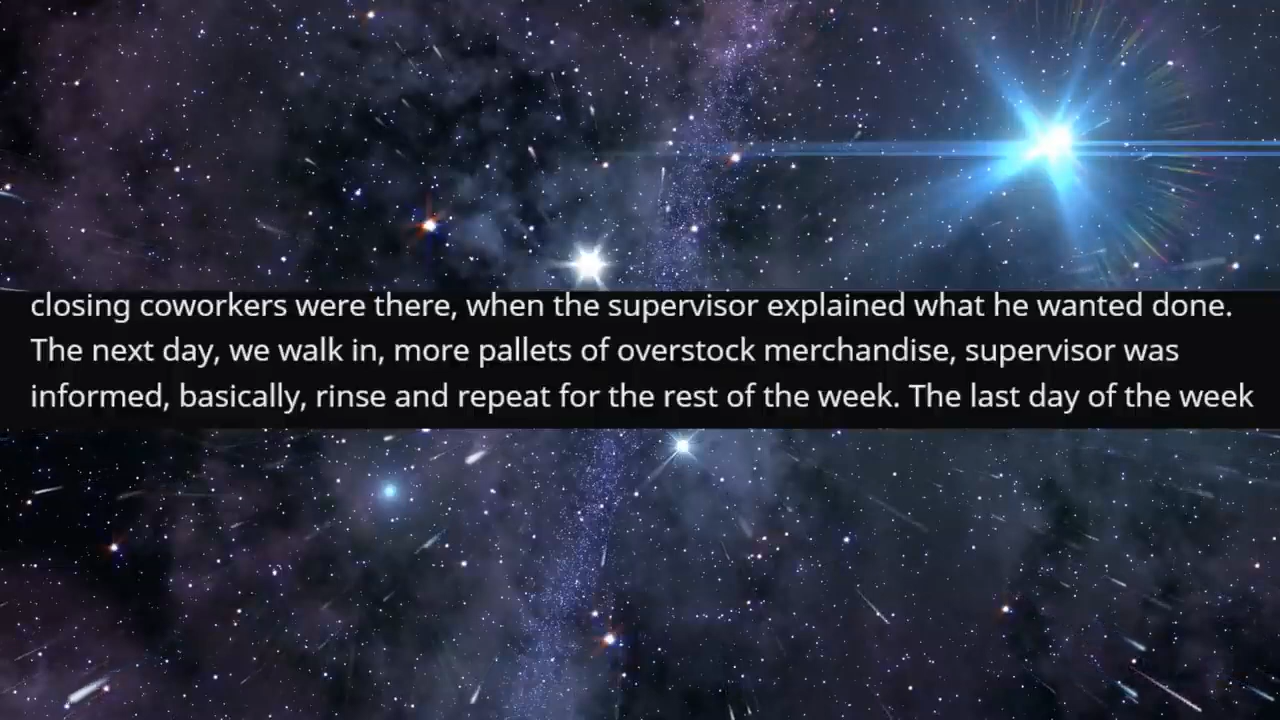 closing coworkers were there, when the supervisor explained what he wanted done.
The next day, we walk in, more pallets of overstock merchandise, supervisor was
informed, basically, rinse and repeat for the rest of the week. The last day of the week